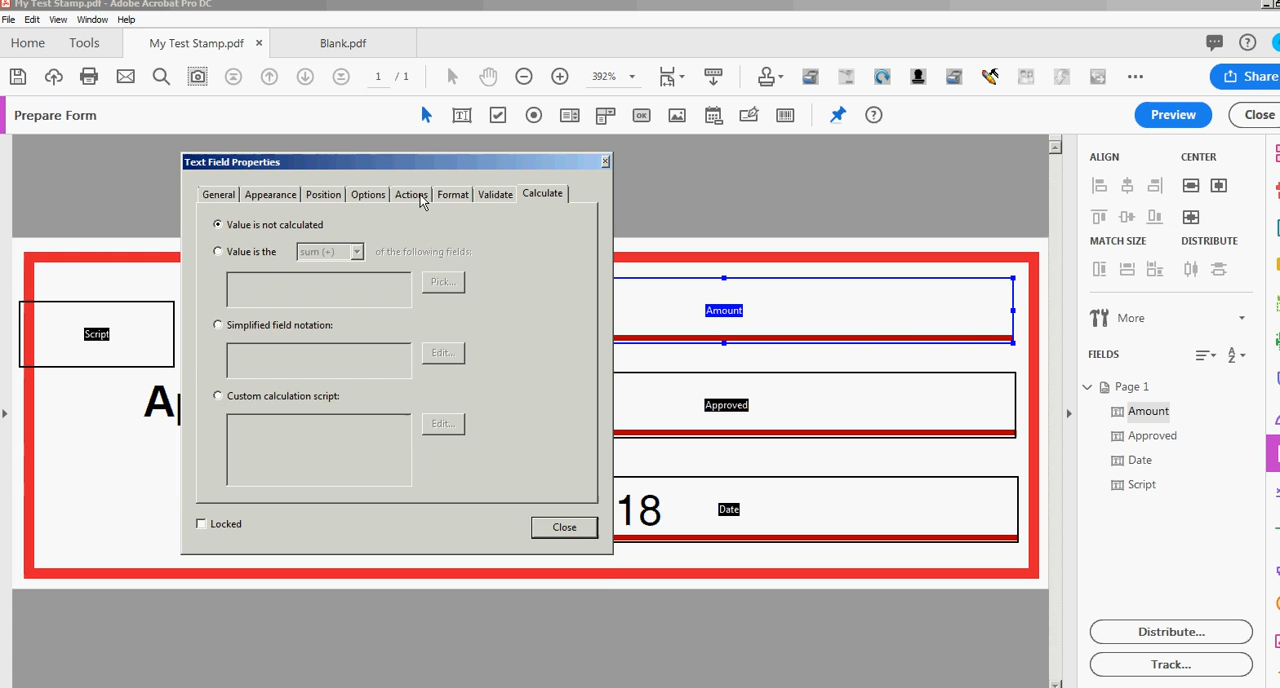 My Test Stamp.pdf - Adobe Acrobat Pro DC
File Edit View Window Help
Home Tools My Test Stamp.pdf × Blank.pdf
1 / 1 392% Share
Prepare Form Preview Close
Text Field Properties
General Appearance Position Options Actions Format Validate Calculate
Value is not calculated
Value is the sum (+) of the following fields:
Pick...
Simplified field notation:
Edit...
Custom calculation script:
Edit...
Locked Close
Script
Amount
Approved
18 Date
ALIGN CENTER
MATCH SIZE DISTRIBUTE
More
FIELDS
Page 1
Amount
Approved
Date
Script
Distribute...
Track...